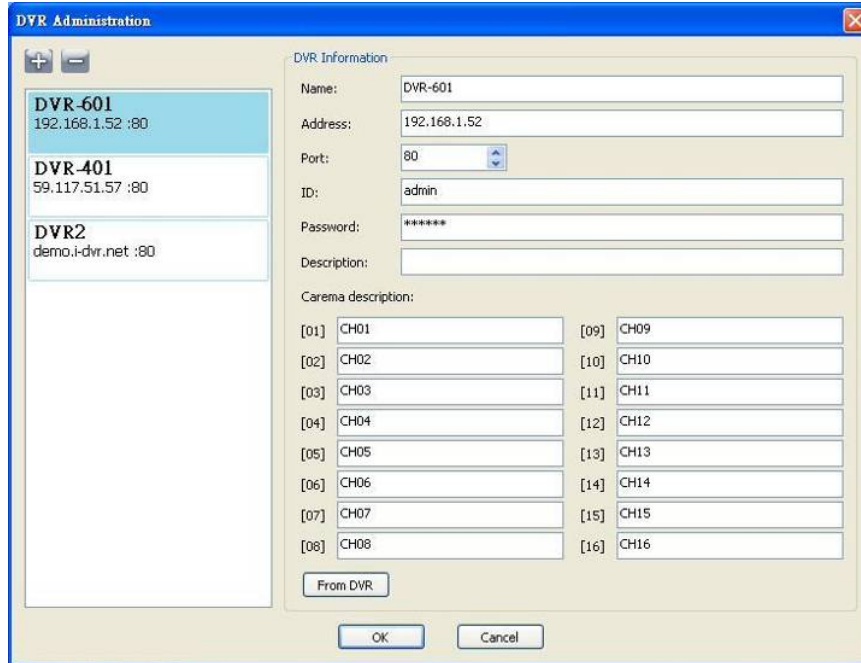 DVR Administration
DVR-601
192.168.1.52 :80
DVR-401
59.117.51.57 :80
DVR2
demo.i-dvr.net :80
DVR Information
Name: DVR-601
Address: 192.168.1.52
Port: 80
ID: admin
Password: ******
Description:
Carema description:
[01] CH01 [09] CH09
[02] CH02 [10] CH10
[03] CH03 [11] CH11
[04] CH04 [12] CH12
[05] CH05 [13] CH13
[06] CH06 [14] CH14
[07] CH07 [15] CH15
[08] CH08 [16] CH16
From DVR
OK Cancel